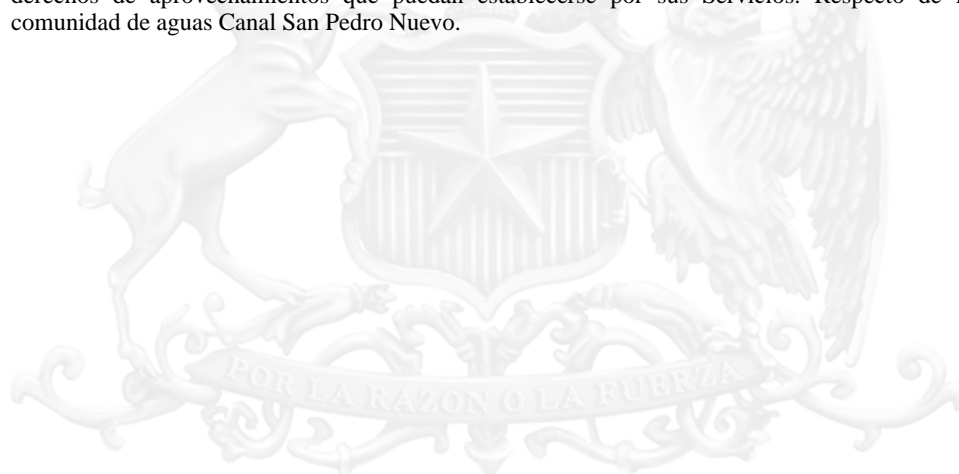 derechos de aprovechamientos que puedan establecerse por sus Servicios. Respecto de
comunidad de aguas Canal San Pedro Nuevo.
POR LA RAZON O LA FUERZA